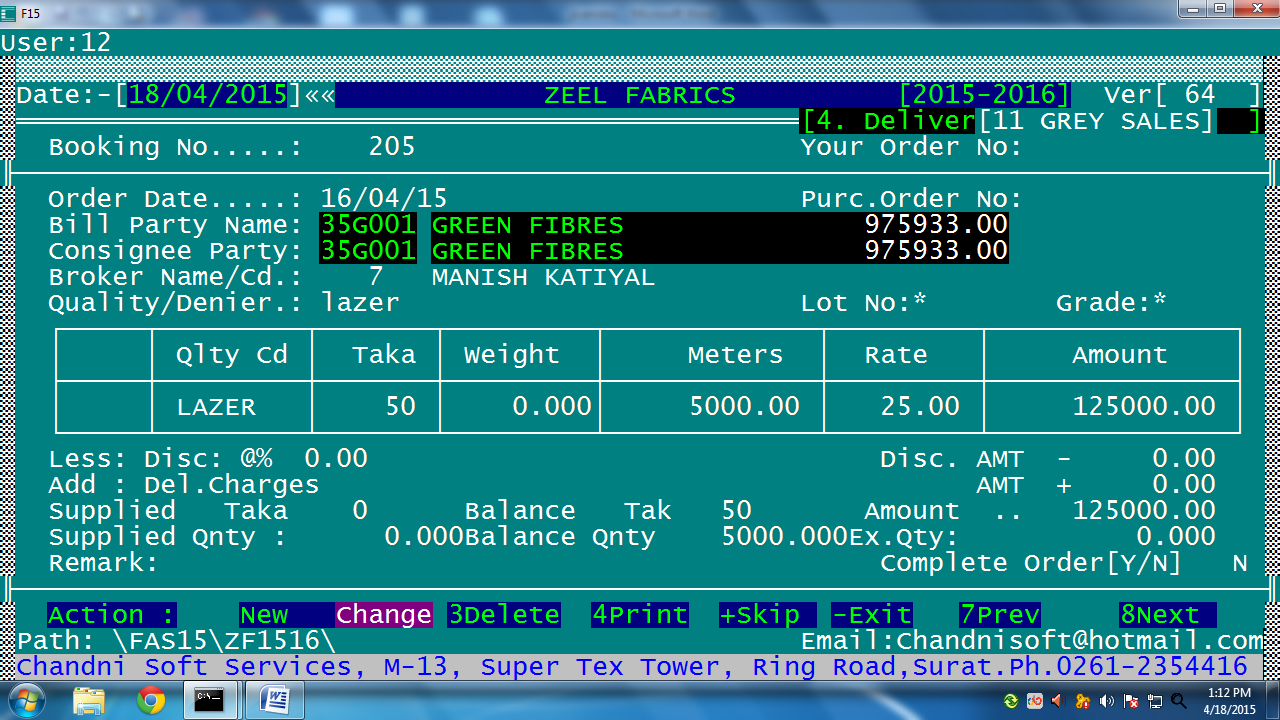 F15
User:12
Date:-[18/04/2015]«« ZEEL FABRICS [2015-2016] Ver[ 64 ]
[4. Deliver[11 GREY SALES] ]
Booking No.....: 205 Your Order No:
Order Date.....: 16/04/15 Purc.Order No:
Bill Party Name: 35G001 GREEN FIBRES 975933.00
Consignee Party: 35G001 GREEN FIBRES 975933.00
Broker Name/Cd.: 7 MANISH KATIYAL
Quality/Denier.: lazer Lot No:* Grade:*
Qlty Cd Taka Weight Meters Rate Amount
LAZER 50 0.000 5000.00 25.00 125000.00
Less: Disc: @% 0.00 Disc. AMT - 0.00
Add : Del.Charges AMT + 0.00
Supplied Taka 0 Balance Tak 50 Amount .. 125000.00
Supplied Qnty : 0.000Balance Qnty 5000.000Ex.Qty: 0.000
Remark: Complete Order[Y/N] N
Action : New Change 3Delete 4Print +Skip -Exit 7Prev 8Next
Path: \FAS15\ZF1516\ Email:Chandnisoft@hotmail.com
Chandni Soft Services, M-13, Super Tex Tower, Ring Road,Surat.Ph.0261-2354416
1:12 PM
4/18/2015